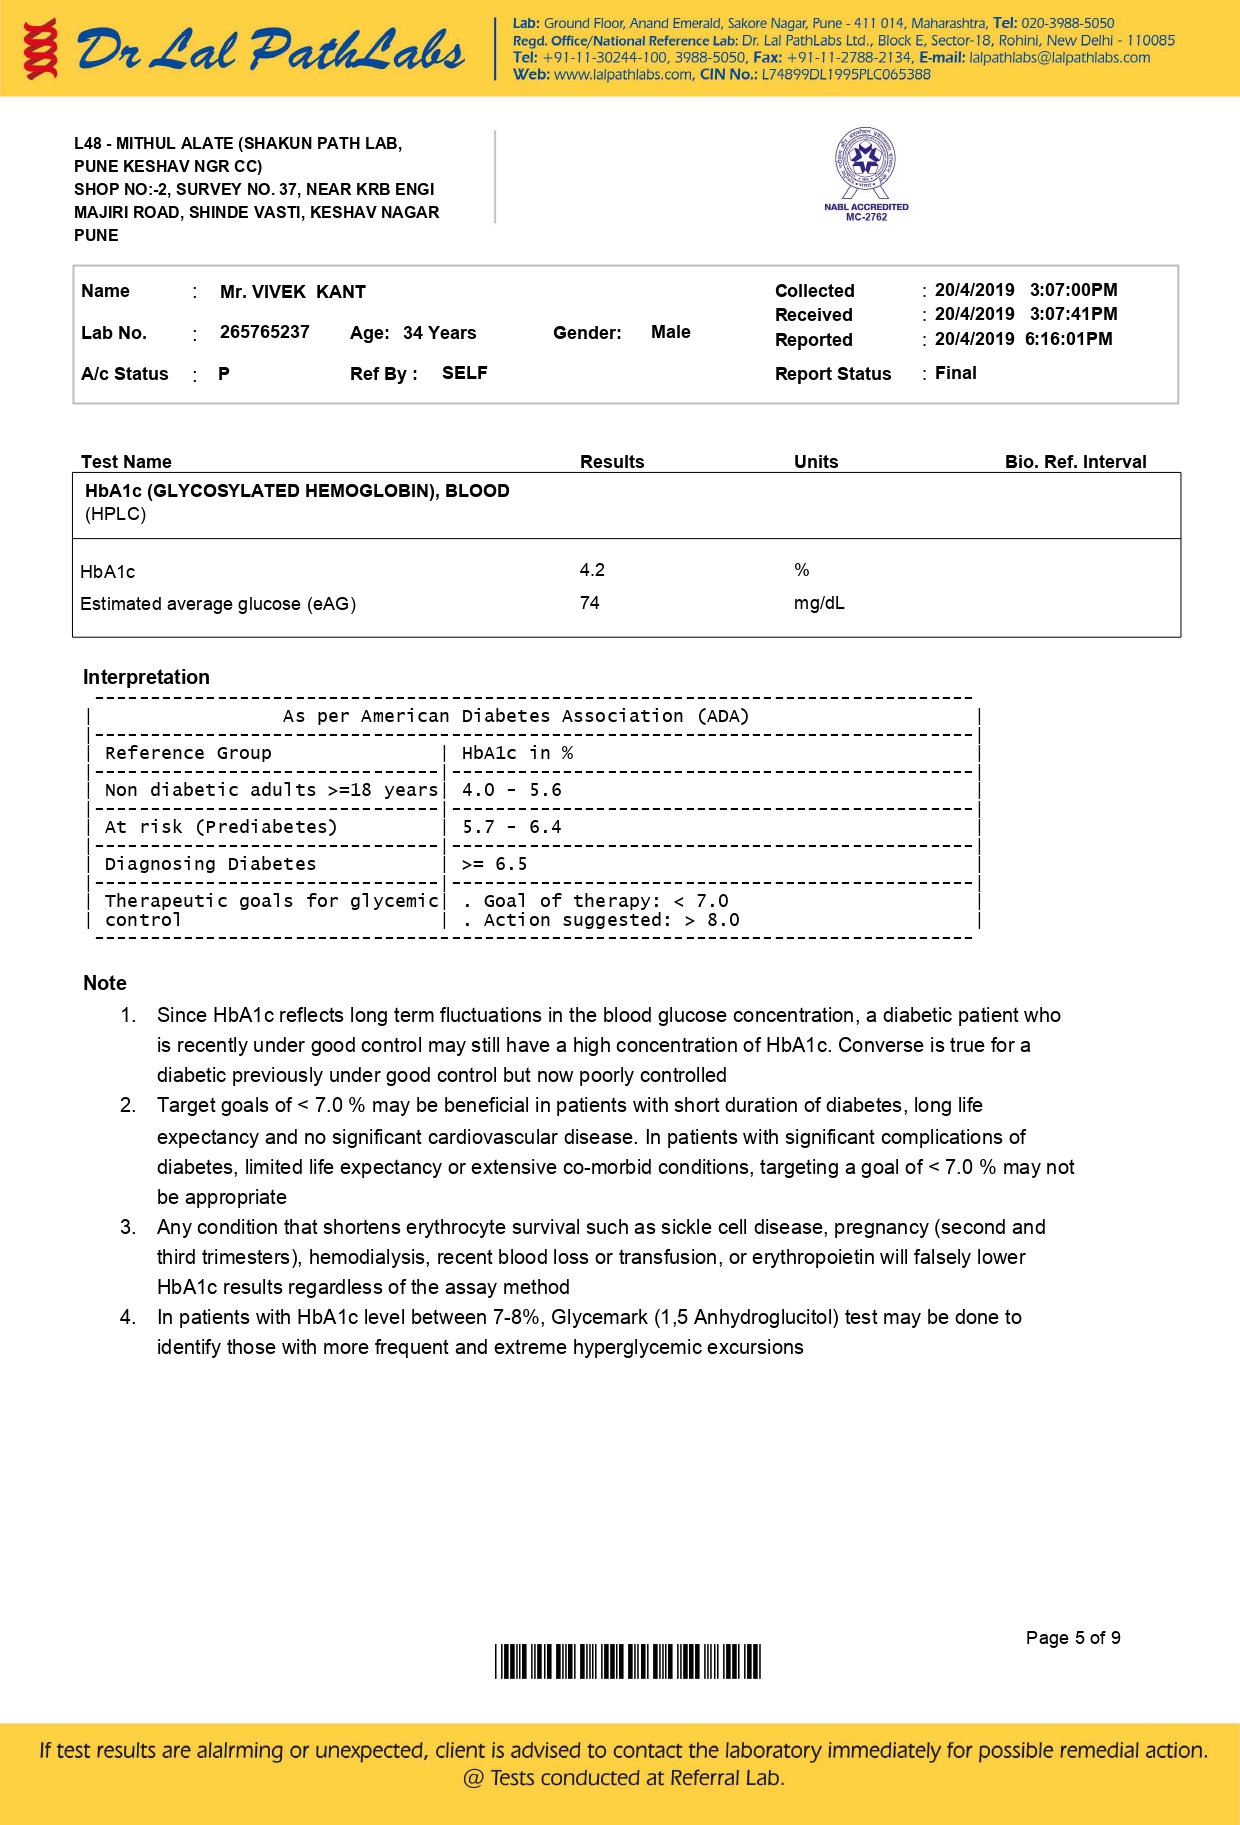 Dr Lal PathLabs
Lab: Ground Floor, Anand Emerald, Sakore Nagar, Pune - 411 014, Maharashtra, Tel: 020-3988-5050
Regd. Office/National Reference Lab: Dr. Lal PathLabs Ltd., Block E, Sector-18, Rohini, New Delhi - 110085
Tel: +91-11-30244-100, 3988-5050, Fax: +91-11-2788-2134, E-mail: lalpathlabs@lalpathlabs.com
Web: www.lalpathlabs.com, CIN No.: L74899DL1995PLC065388
L48 - MITHUL ALATE (SHAKUN PATH LAB,
PUNE KESHAV NGR CC)
SHOP NO:-2, SURVEY NO. 37, NEAR KRB ENGI
MAJIRI ROAD, SHINDE VASTI, KESHAV NAGAR
PUNE
NABL ACCREDITED
MC-2762
Name : Mr. VIVEK KANT Collected : 20/4/2019 3:07:00PM
Received : 20/4/2019 3:07:41PM
Lab No. : 265765237 Age: 34 Years Gender: Male Reported : 20/4/2019 6:16:01PM
A/c Status : P Ref By : SELF Report Status : Final
Test Name Results Units Bio. Ref. Interval
HbA1c (GLYCOSYLATED HEMOGLOBIN), BLOOD
(HPLC)
HbA1c 4.2 %
Estimated average glucose (eAG) 74 mg/dL
Interpretation
As per American Diabetes Association (ADA)
Reference Group | HbA1c in %
Non diabetic adults >=18 years| 4.0 - 5.6
At risk (Prediabetes) | 5.7 - 6.4
Diagnosing Diabetes | >= 6.5
Therapeutic goals for glycemic| . Goal of therapy: < 7.0
control | . Action suggested: > 8.0
Note
1. Since HbA1c reflects long term fluctuations in the blood glucose concentration, a diabetic patient who
is recently under good control may still have a high concentration of HbA1c. Converse is true for a
diabetic previously under good control but now poorly controlled
2. Target goals of < 7.0 % may be beneficial in patients with short duration of diabetes, long life
expectancy and no significant cardiovascular disease. In patients with significant complications of
diabetes, limited life expectancy or extensive co-morbid conditions, targeting a goal of < 7.0 % may not
be appropriate
3. Any condition that shortens erythrocyte survival such as sickle cell disease, pregnancy (second and
third trimesters), hemodialysis, recent blood loss or transfusion, or erythropoietin will falsely lower
HbA1c results regardless of the assay method
4. In patients with HbA1c level between 7-8%, Glycemark (1,5 Anhydroglucitol) test may be done to
identify those with more frequent and extreme hyperglycemic excursions
Page 5 of 9
If test results are alalrming or unexpected, client is advised to contact the laboratory immediately for possible remedial action.
@ Tests conducted at Referral Lab.